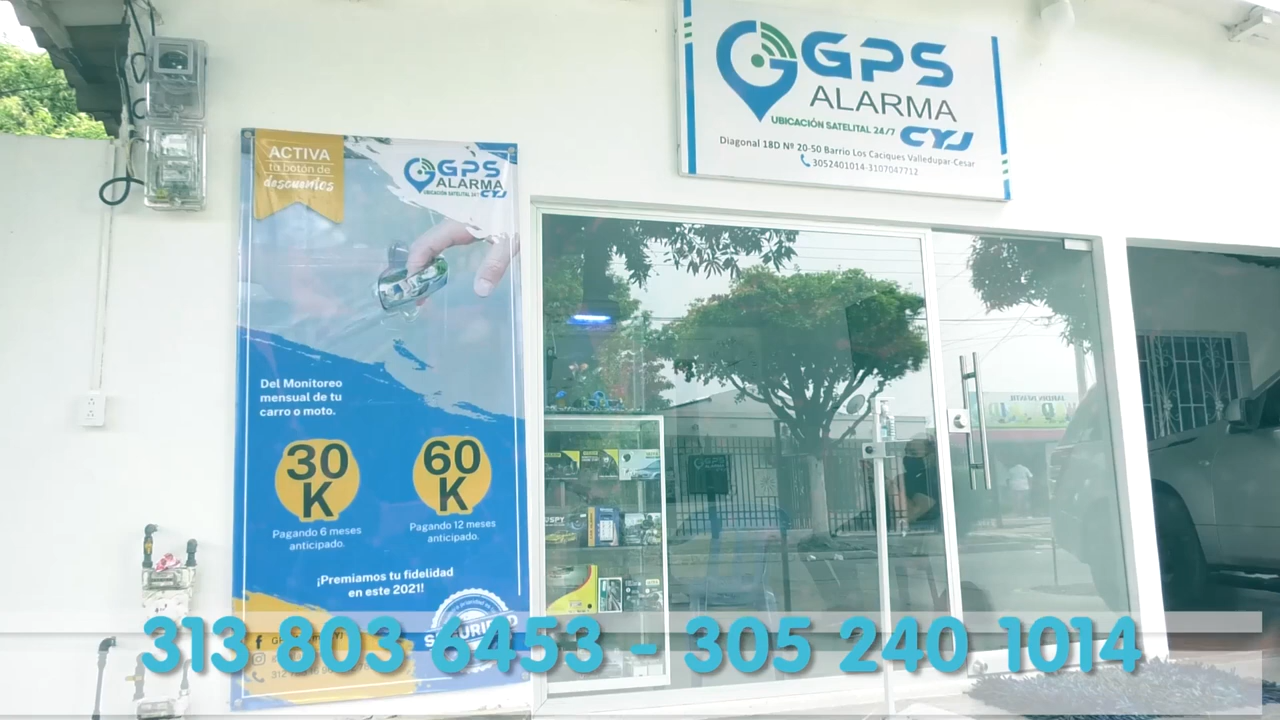 GPS
ALARMA
UBICACIÓN SATELITAL 24/7
CYJ
Diagonal 18D Nº 20-50 Barrio Los Caciques Valledupar Cesar
3052401014-3107047712
ACTIVA
tu botón de
descuentos
GPS
ALARMA
UBICACIÓN SATELITAL 24/7
CYJ
Del Monitoreo
mensual de tu
carro o moto.
30
K
Pagando 6 meses
anticipado.
60
K
Pagando 12 meses
anticipado.
¡Premiamos tu fidelidad
en este 2021!
313 803 6453 - 305 240 1014